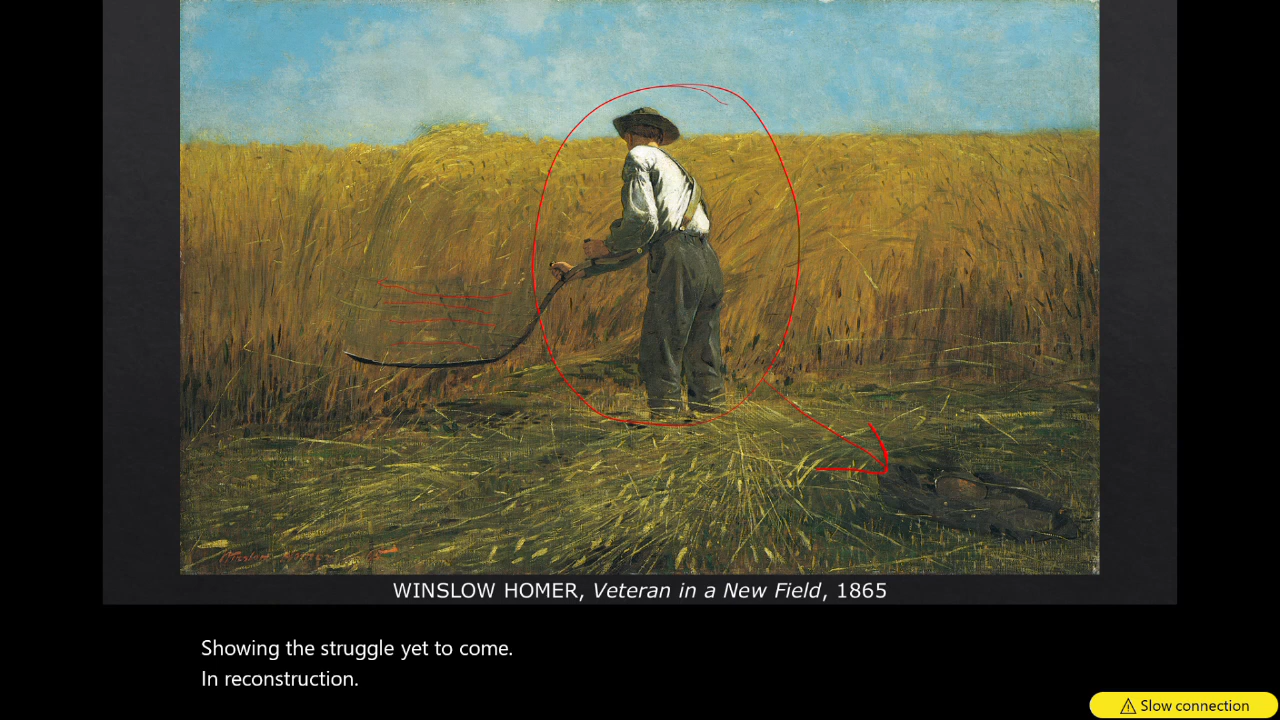 WINSLOW HOMER, Veteran in a New Field, 1865
Showing the struggle yet to come.
In reconstruction.
Slow connection